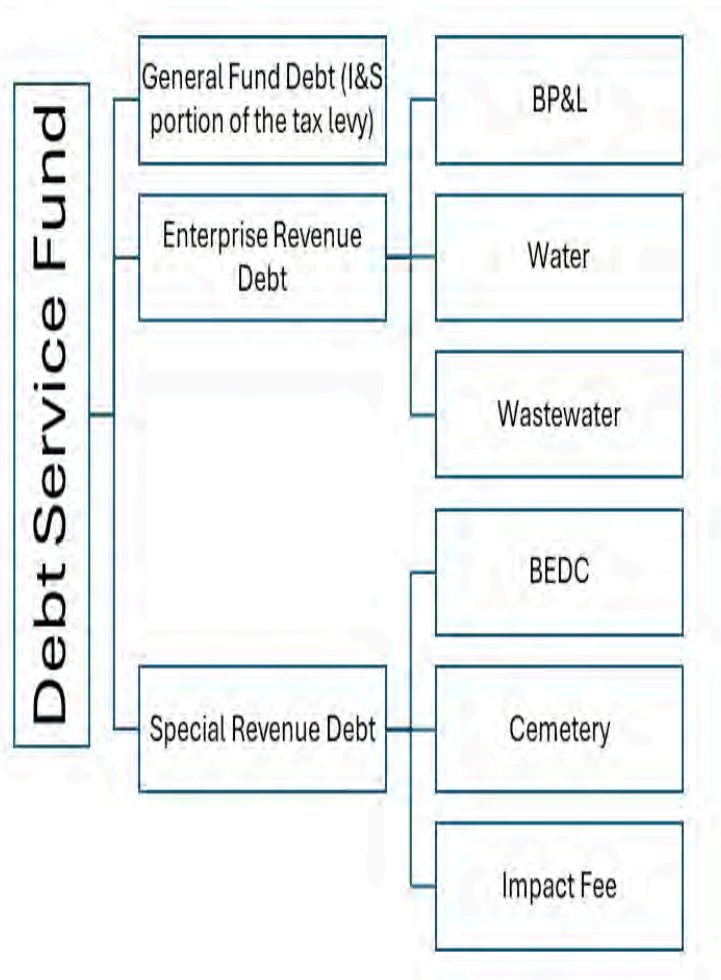 Debt Service Fund
General Fund Debt (I&S
portion of the tax levy)
Enterprise Revenue
Debt
Special Revenue Debt
BP&L
Water
Wastewater
BEDC
Cemetery
Impact Fee